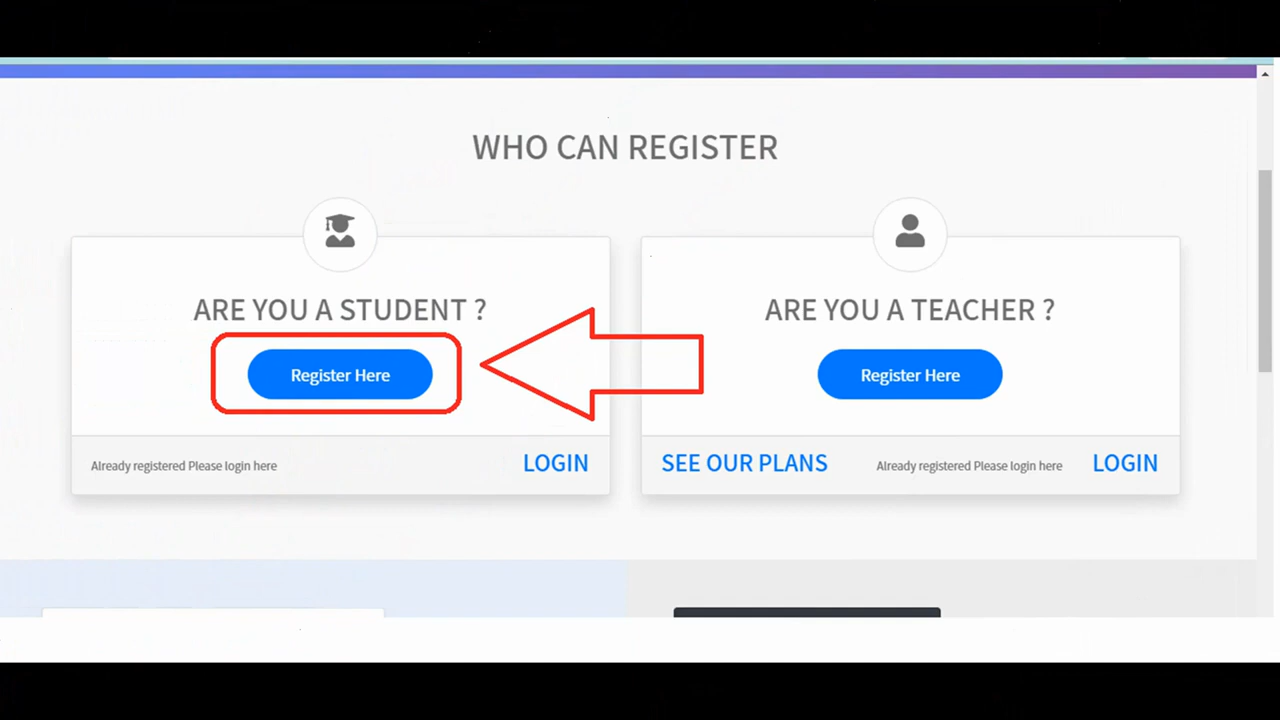 WHO CAN REGISTER
ARE YOU A STUDENT ?
Register Here
Already registered Please login here
LOGIN
ARE YOU A TEACHER ?
Register Here
SEE OUR PLANS
Already registered Please login here
LOGIN